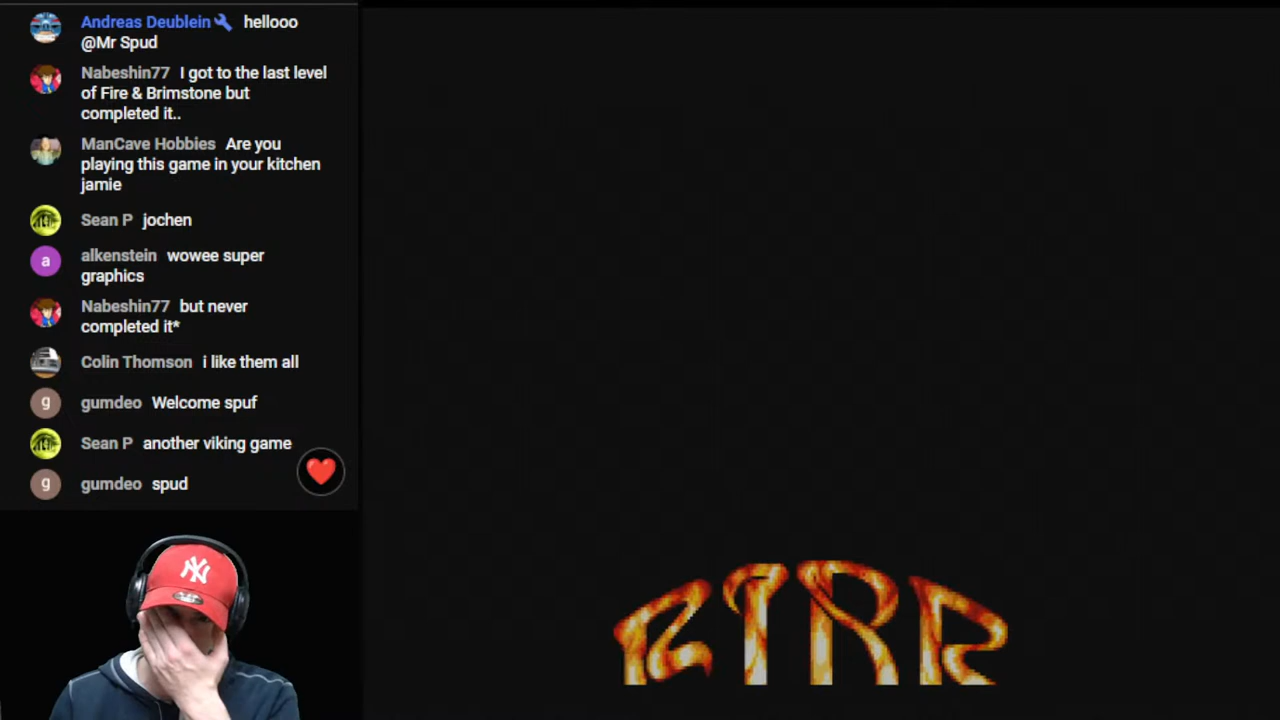 Andreas Deublein hellooo
@Mr Spud
Nabeshin77 I got to the last level
of Fire & Brimstone but
completed it..
ManCave Hobbies Are you
playing this game in your kitchen
jamie
Sean P jochen
a alkenstein wowee super
graphics
Nabeshin77 but never
completed it*
Colin Thomson i like them all
g gumdeo Welcome spuf
Sean P another viking game
g gumdeo spud
NY